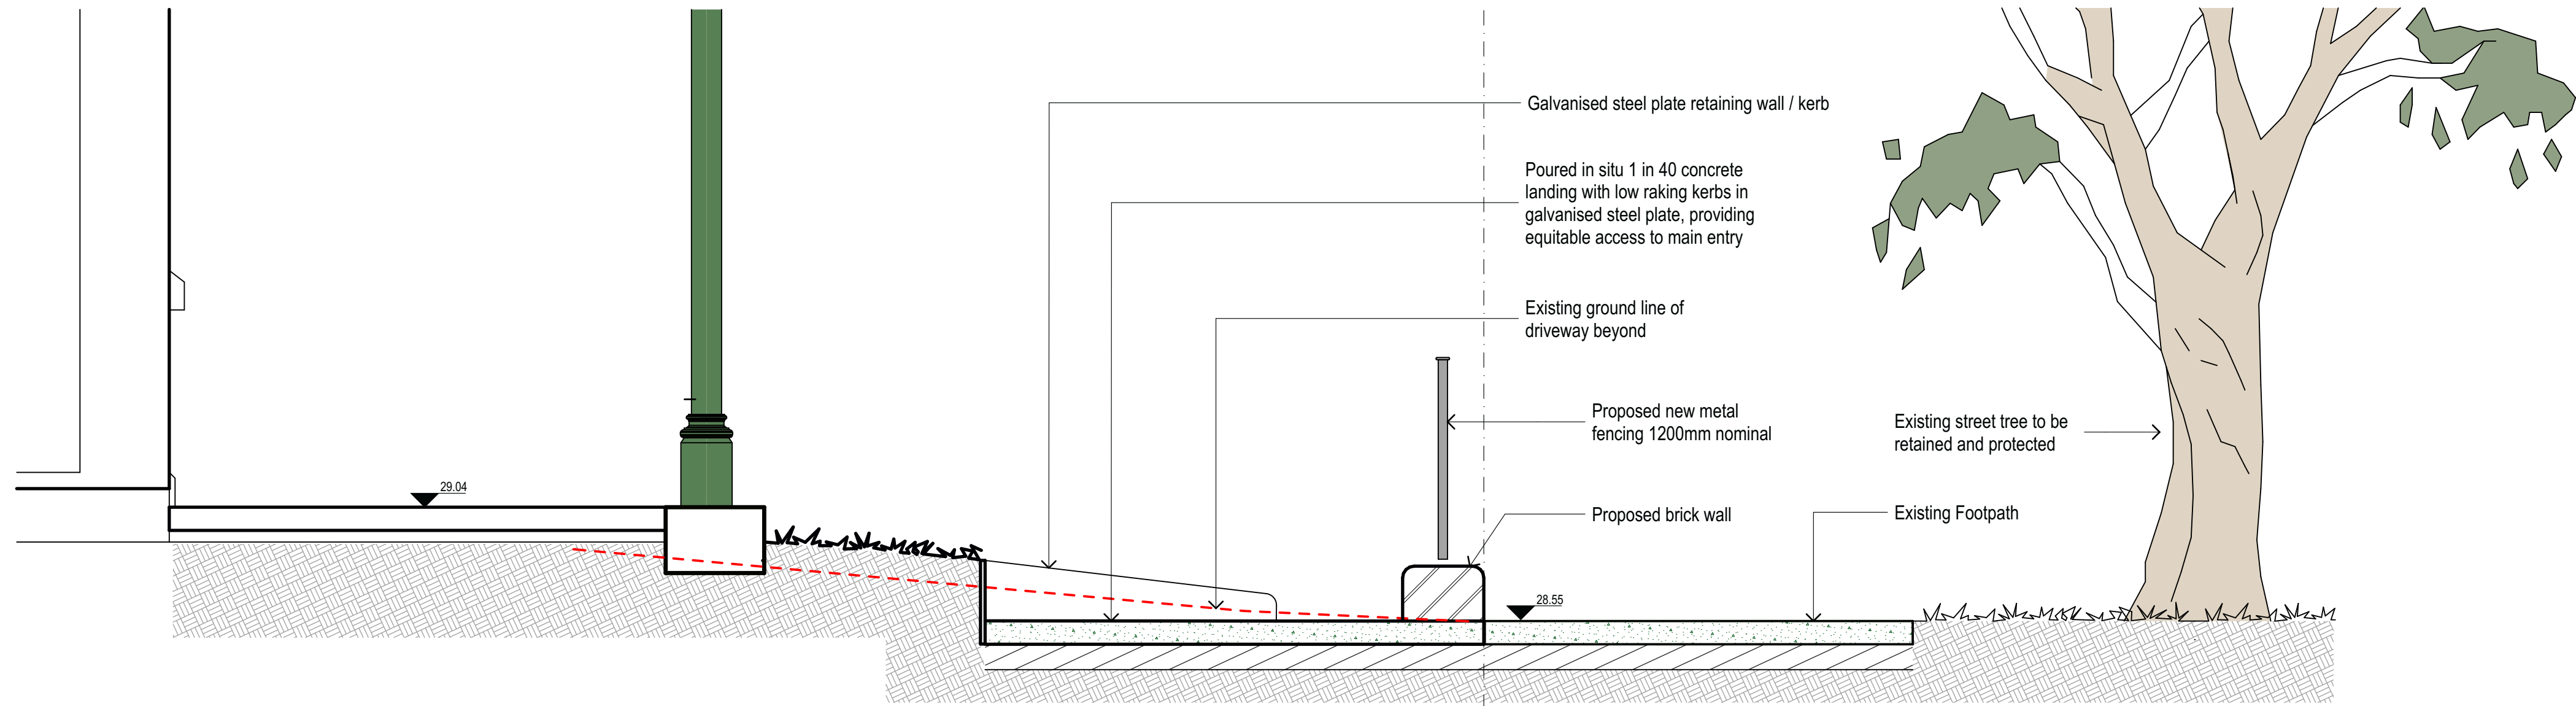 Galvanised steel plate retaining wall / kerb
Poured in situ 1 in 40 concrete
landing with low raking kerbs in
galvanised steel plate, providing
equitable access to main entry
Existing ground line of
driveway beyond
Proposed new metal
fencing 1200mm nominal
Existing street tree to be
retained and protected
29.04
Proposed brick wall
Existing Footpath
28.55